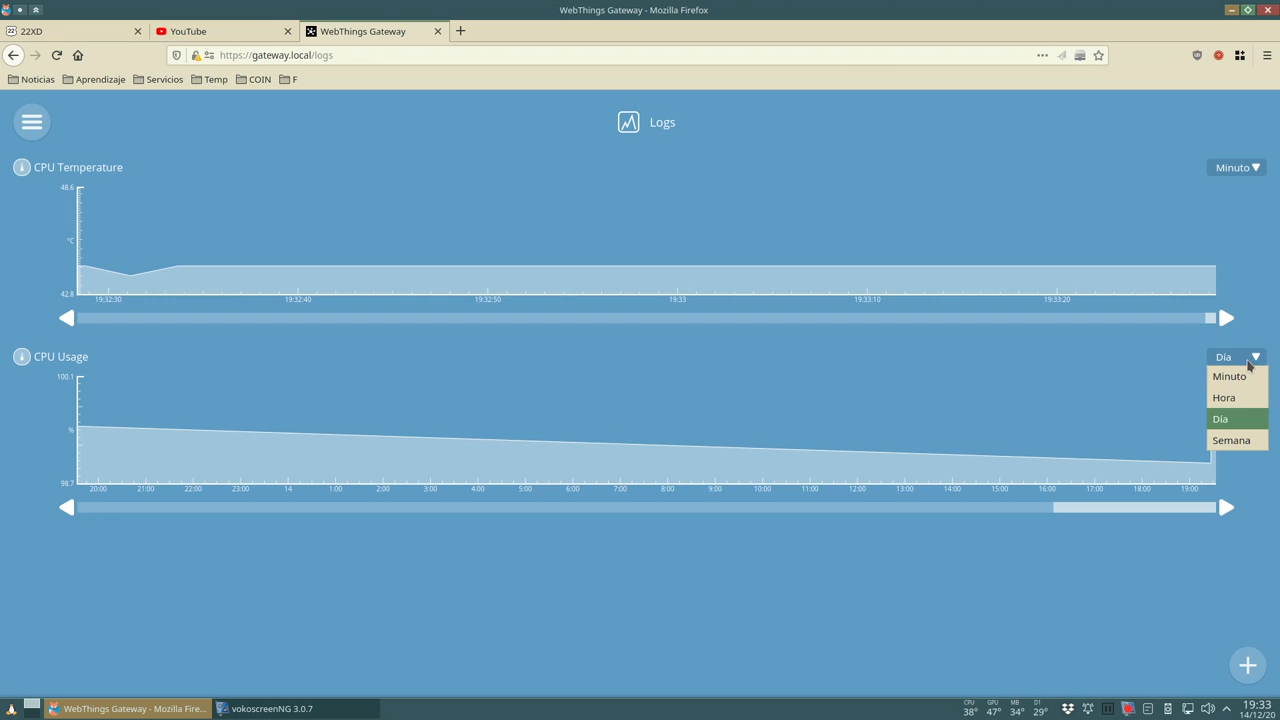 WebThings Gateway - Mozilla Firefox
22XD
YouTube
WebThings Gateway
https://gateway.local/logs
Noticias
Aprendizaje
Servicios
Temp
COIN
F
Logs
CPU Temperature
Minuto
48.6
°C
42.8
19:32:30 19:32:40 19:32:50 19:33 19:33:10 19:33:20
CPU Usage
Día
Minuto
Hora
Día
Semana
100.1
%
98.7
20:00 21:00 22:00 23:00 14 1:00 2:00 3:00 4:00 5:00 6:00 7:00 8:00 9:00 10:00 11:00 12:00 13:00 14:00 15:00 16:00 17:00 18:00 19:00
WebThings Gateway - Mozilla Fire...
vokoscreenNG 3.0.7
CPU 38°
GPU 47°
MB 34°
D1 29°
19:33
14/12/20